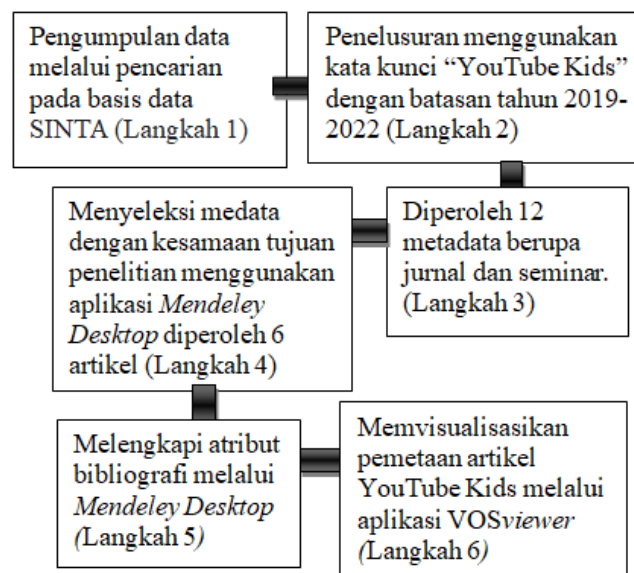 Pengumpulan data
melalui pencarian
pada basis data
SINTA (Langkah 1)
Penelusuran menggunakan
kata kunci “YouTube Kids”
dengan batasan tahun 2019-
2022 (Langkah 2)
Diperoleh 12
metadata berupa
jurnal dan seminar.
(Langkah 3)
Menyeleksi medata
dengan kesamaan tujuan
penelitian menggunakan
aplikasi Mendeley
Desktop diperoleh 6
artikel (Langkah 4)
Melengkapi atribut
bibliografi melalui
Mendeley Desktop
(Langkah 5)
Memvisualisasikan
pemetaan artikel
YouTube Kids melalui
aplikasi VOSviewer
(Langkah 6)